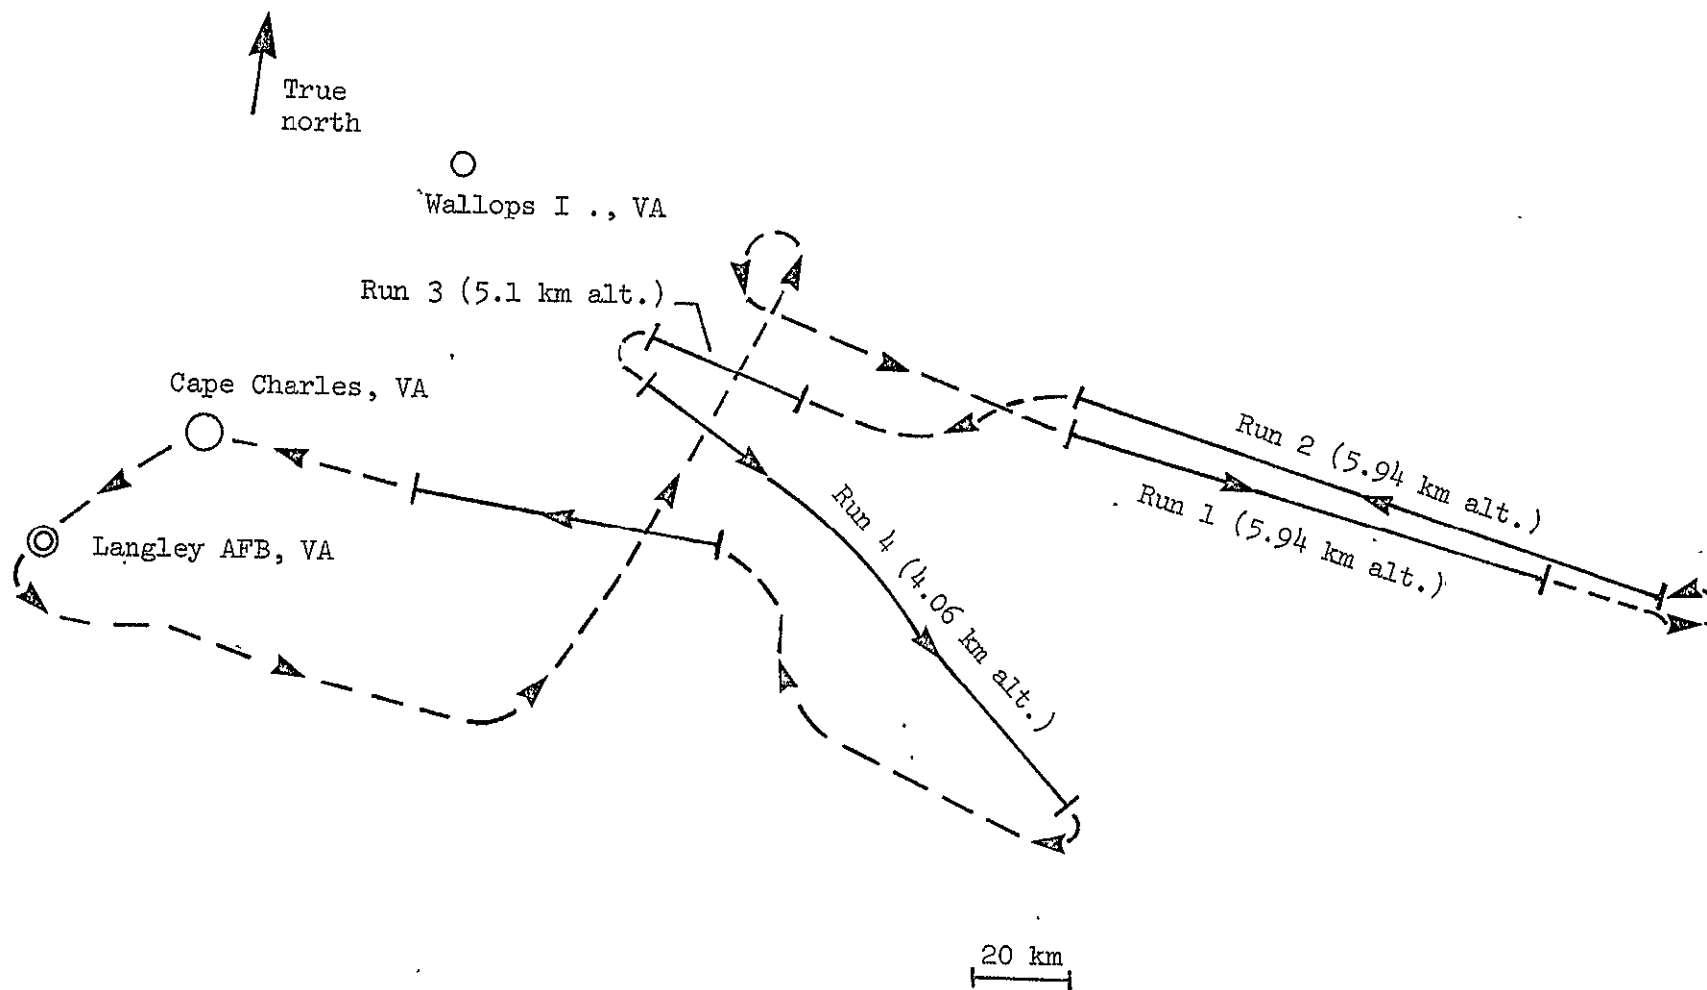 True
north
Wallops I ., VA
Run 3 (5.1 km alt.)
Cape Charles, VA
Run 2 (5.94 km alt.)
Run 1 (5.94 km alt.)
Run 4 (4.06 km alt.)
Langley AFB, VA
20 km